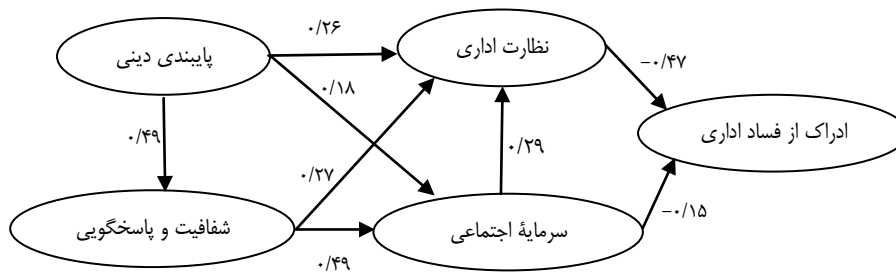 پایبندی دینی
۰/۲۶
نظارت اداری
-۰/۴۷
۰/۱۸
۰/۴۹
ادراک از فساد اداری
۰/۲۹
۰/۲۷
شفافیت و پاسخگویی
سرمایۀ اجتماعی
-۰/۱۵
۰/۴۹